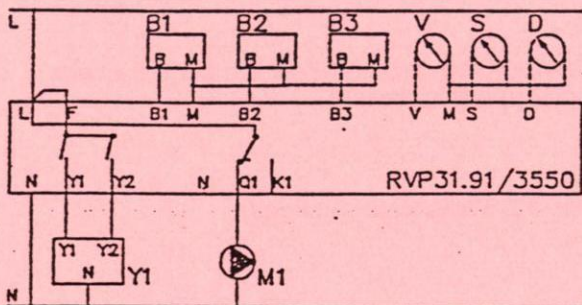 L B1 B2 B3 V S D
B M B M B M
L F B1 M B2 B3 V M S D
N Y1 Y2 N Q1 K1 RVP31.91/3550
Y1 Y2
N Y1 M1
N